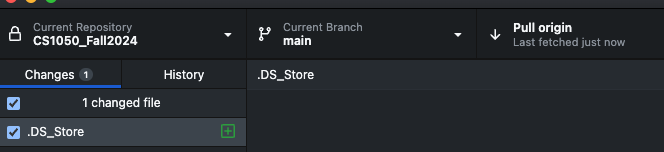 Current Repository
CS1050_Fall2024
Current Branch
main
Pull origin
Last fetched just now
Changes 1
History
.DS_Store
1 changed file
.DS_Store